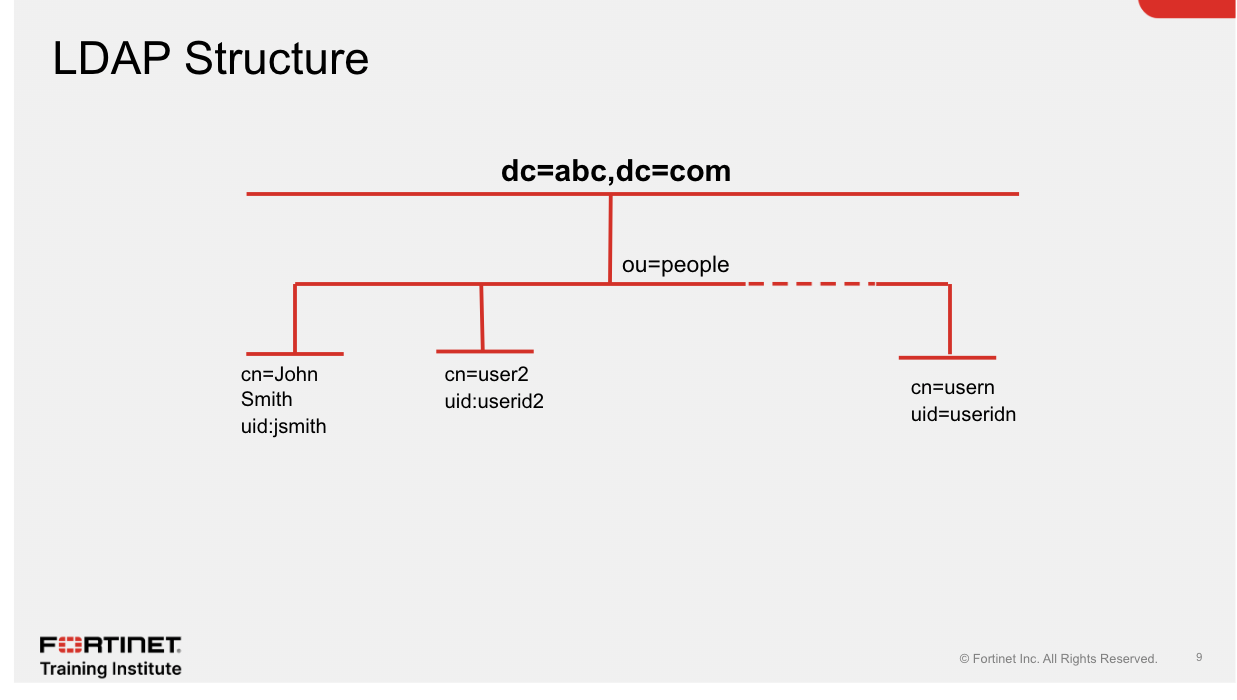 LDAP Structure
dc=abc,dc=com
ou=people
cn=John
Smith
uid:jsmith
cn=user2
uid:userid2
cn=usern
uid=useridn
FORTINET
Training Institute
© Fortinet Inc. All Rights Reserved.
9